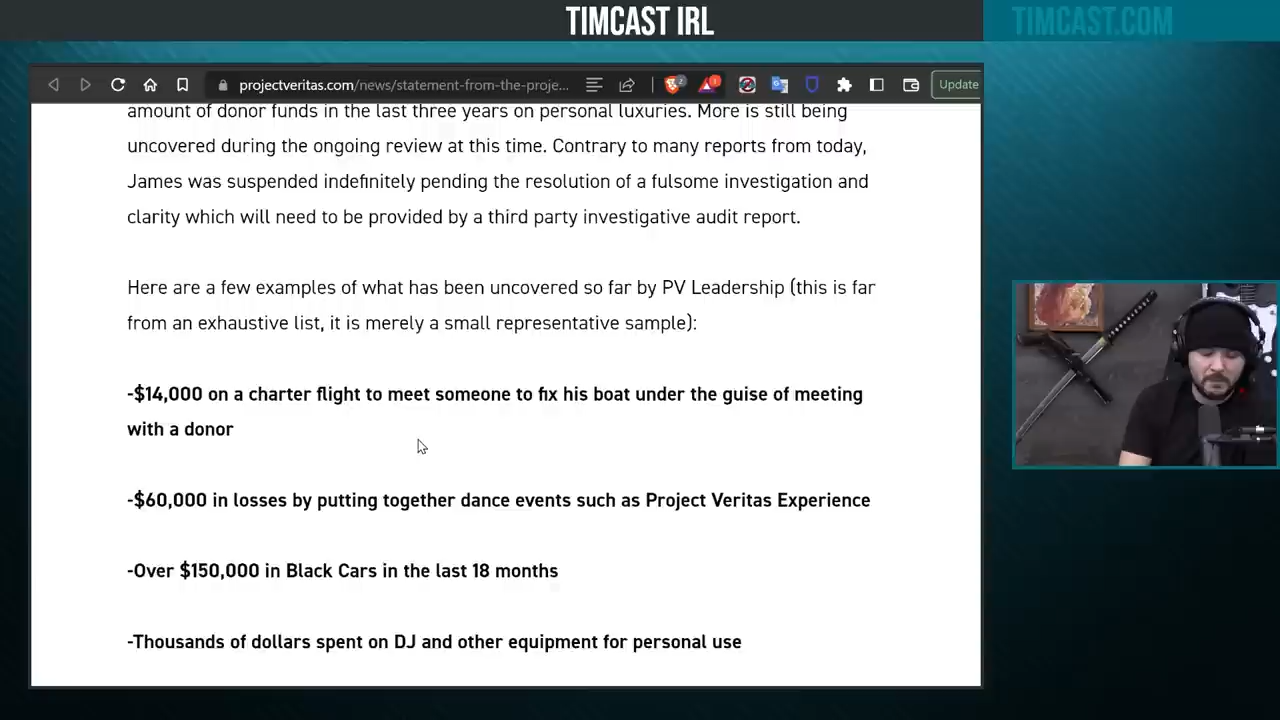 TIMCAST IRL
TIMCAST.COM
projectveritas.com/news/statement-from-the-proje...
2
1
Update
amount of donor funds in the last three years on personal luxuries. More is still being
uncovered during the ongoing review at this time. Contrary to many reports from today,
James was suspended indefinitely pending the resolution of a fulsome investigation and
clarity which will need to be provided by a third party investigative audit report.
Here are a few examples of what has been uncovered so far by PV Leadership (this is far
from an exhaustive list, it is merely a small representative sample):
-$14,000 on a charter flight to meet someone to fix his boat under the guise of meeting
with a donor
-$60,000 in losses by putting together dance events such as Project Veritas Experience
-Over $150,000 in Black Cars in the last 18 months
-Thousands of dollars spent on DJ and other equipment for personal use